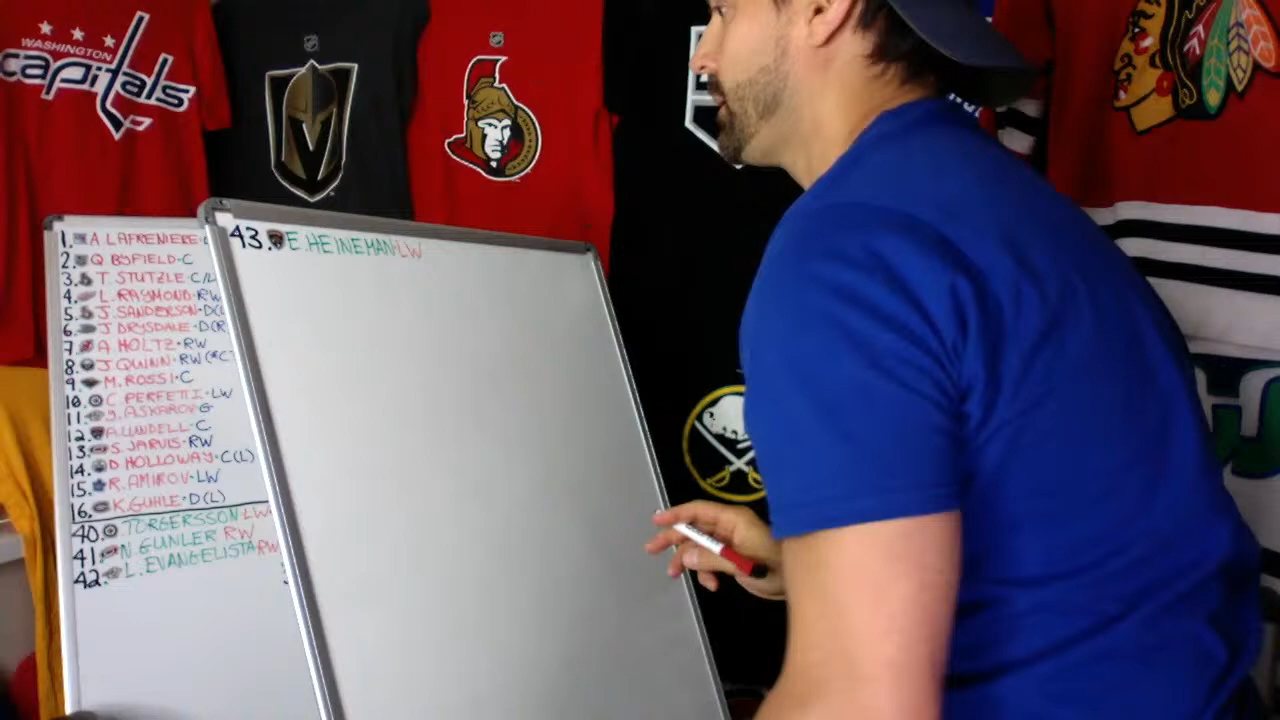 WASHINGTON
capitals
1. A LAFRENIERE
2. Q BYFIELD-C
3. T. STUTZLE C/L
4. L. RAYMOND-RW
5. J. SANDERSON-D(L
6. J DRYSDALE-D(R
7. A HOLTZ-RW
8. J QUINN-RW(*C
9. M. ROSSI-C
10. C. PERFETTI-LW
11. Y. ASKAROV-G
12. A. LUNDELL-C
13. S. JARVIS-RW
14. D HOLLOWAY-C(L)
15. R. AMIROV-LW
16. K. GUHLE-D(L)
40. O. TORGERSSON-LW
41. N. GUNLER RW
42. L. EVANGELISTA-RW
43. E. HEINEMAN-LW